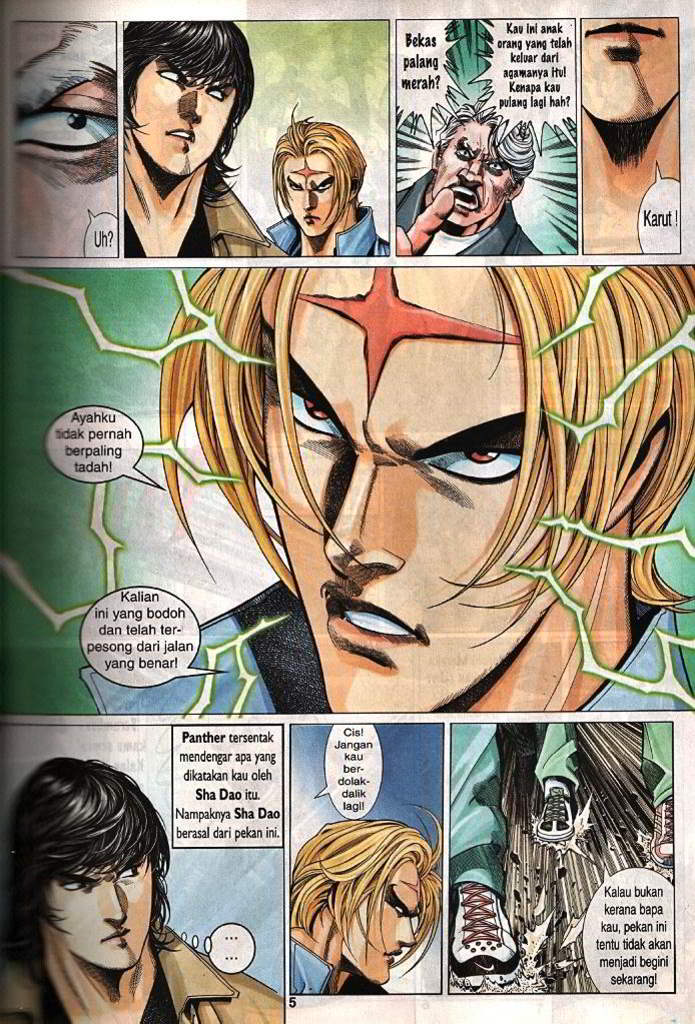 Uh?
Bekas
palang
merah?
Kau ini anak
orang yang telah
keluar dari
agamanya itu!
Kenapa kau
pulang lagi hah?
Karut!
Ayahku
tidak pernah
berpaling
tadah!
Kalian
ini yang bodoh
dan telah ter-
pesong dari jalan
yang benar!
Panther tersentak
mendengar apa yang
dikatakan kau oleh
Sha Dao itu.
Nampaknya Sha Dao
berasal dari pekan ini.
...
...
Cis!
Jangan
kau
ber-
dolak-
dalik
lagi!
Kalau bukan
kerana bapa
kau, pekan ini
tentu tidak akan
menjadi begini
sekarang!
5